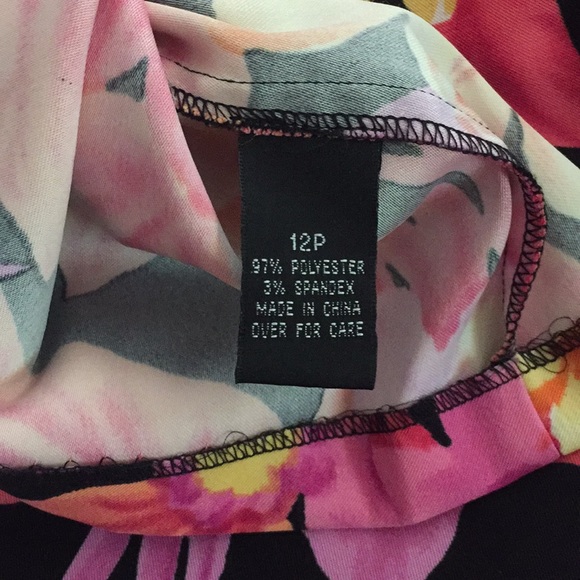 12P
97% POLYESTER
3% SPANDEX
MADE IN CHINA
OVER FOR CARE